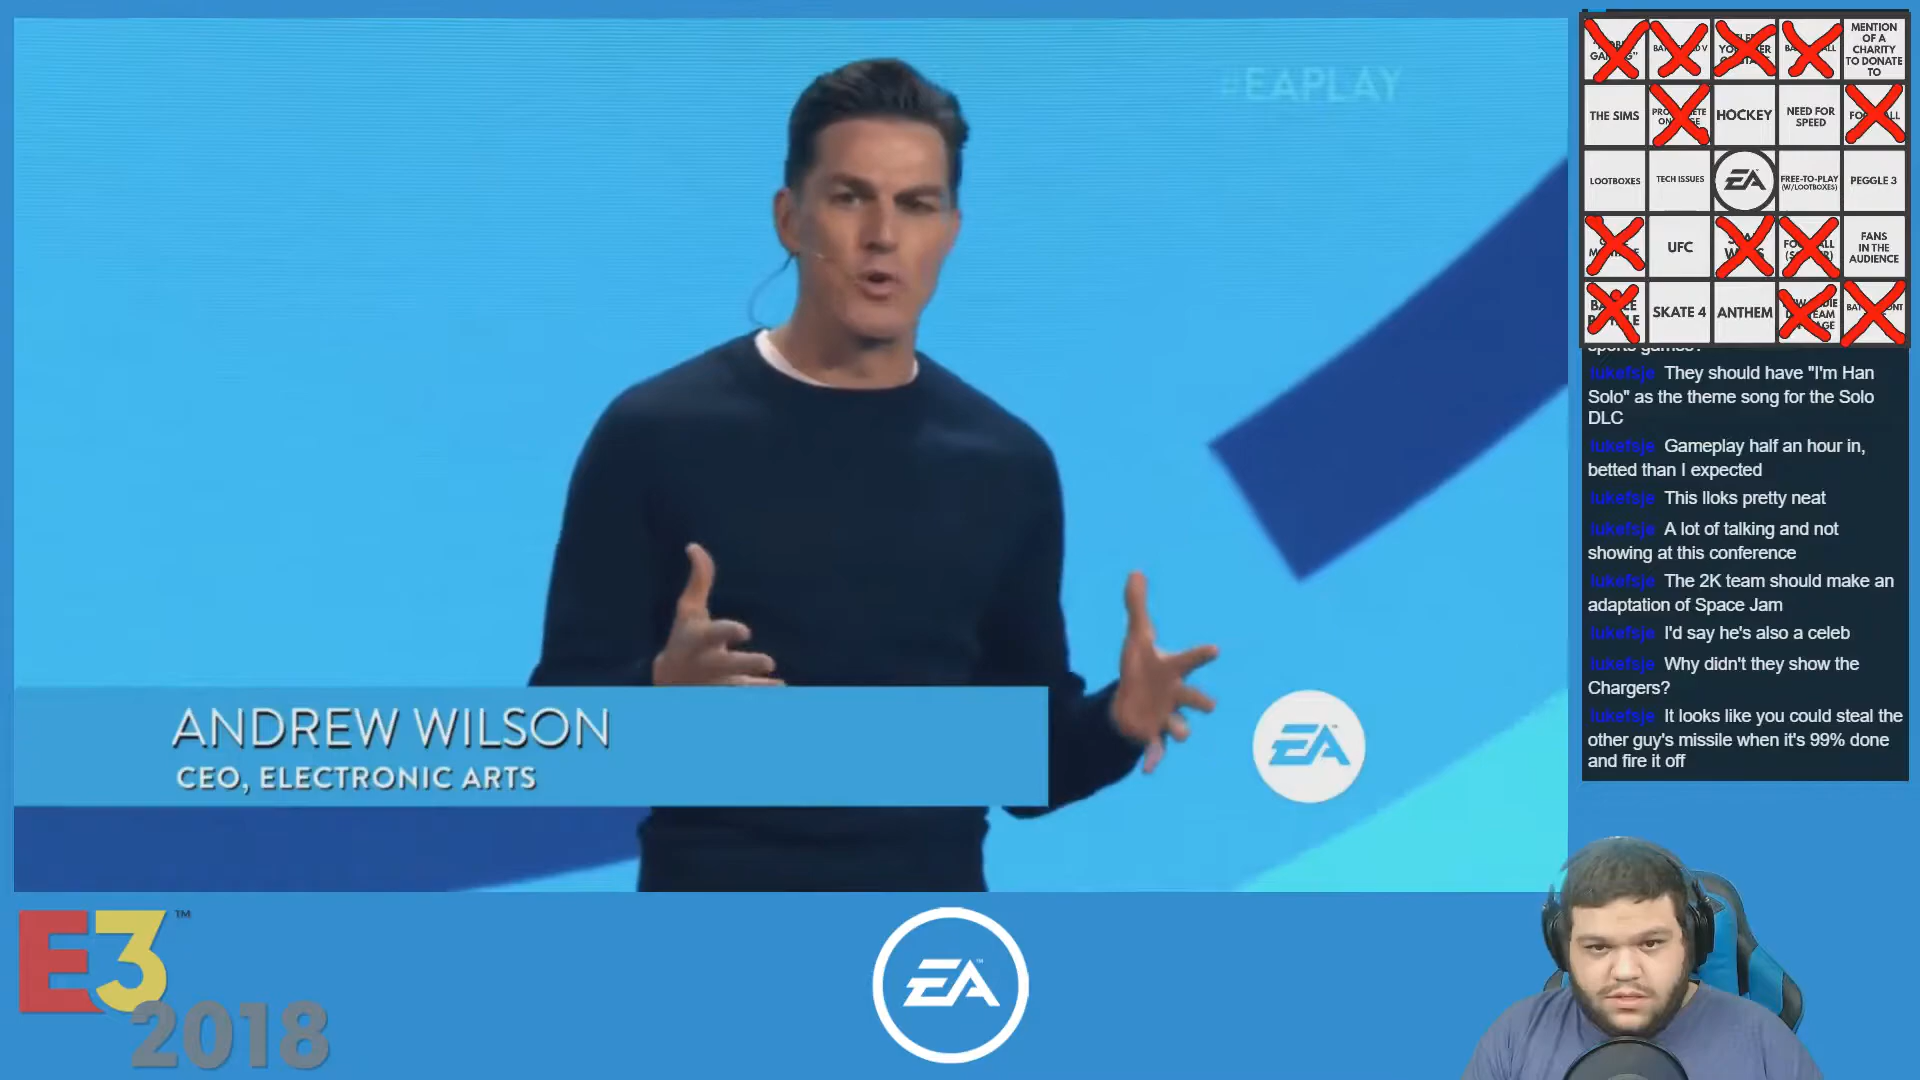 #EAPLAY
ANDREW WILSON
CEO, ELECTRONIC ARTS
EA
E3™
2018
EA™
MENTION
OF A
CHARITY
TO DONATE
TO
THE SIMS
HOCKEY
NEED FOR
SPEED
LOOTBOXES
TECH ISSUES
EA
FREE-TO-PLAY
(W/LOOTBOXES)
PEGGLE 3
UFC
FANS
IN THE
AUDIENCE
SKATE 4
ANTHEM
lukefsje They should have "I'm Han
Solo" as the theme song for the Solo
DLC
lukefsje Gameplay half an hour in,
betted than I expected
lukefsje This lloks pretty neat
lukefsje A lot of talking and not
showing at this conference
lukefsje The 2K team should make an
adaptation of Space Jam
lukefsje I'd say he's also a celeb
lukefsje Why didn't they show the
Chargers?
lukefsje It looks like you could steal the
other guy's missile when it's 99% done
and fire it off